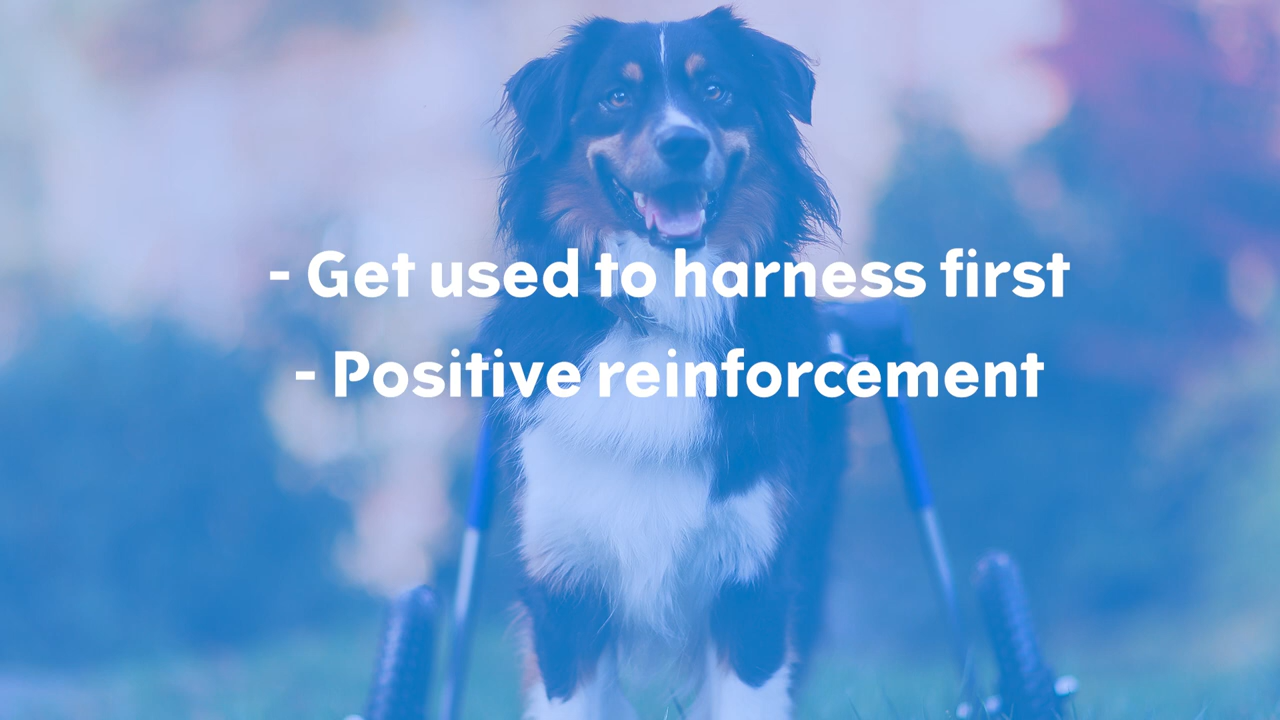 - Get used to harness first
- Positive reinforcement